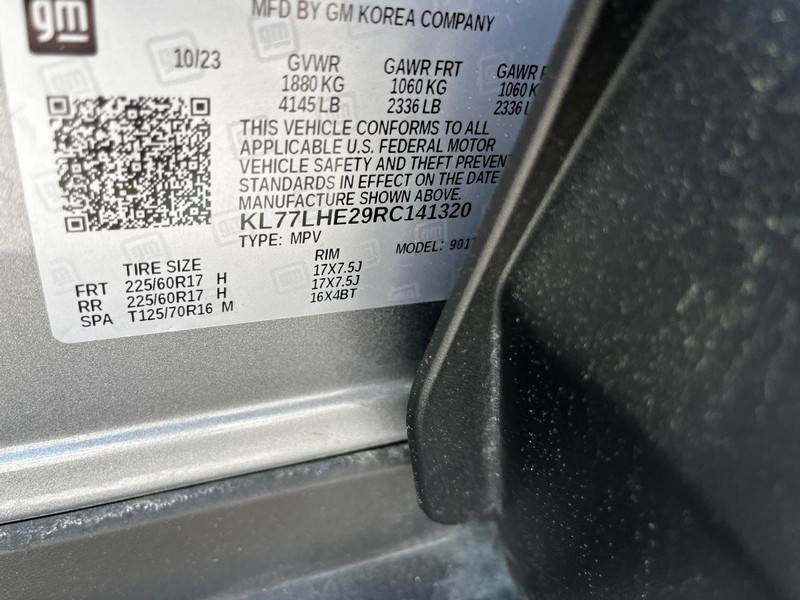 gm
MFD BY GM KOREA COMPANY
10/23 GVWR GAWR FRT GAWR
1880 KG 1060 KG 1060
4145 LB 2336 LB 2336
THIS VEHICLE CONFORMS TO ALL
APPLICABLE U.S. FEDERAL MOTOR
VEHICLE SAFETY AND THEFT PREVEN
STANDARDS IN EFFECT ON THE DATE
MANUFACTURE SHOWN ABOVE.
KL77LHE29RC141320
TYPE: MPV MODEL: 901
TIRE SIZE RIM
FRT 225/60R17 H 17X7.5J
RR 225/60R17 H 17X7.5J
SPA T125/70R16 M 16X4BT